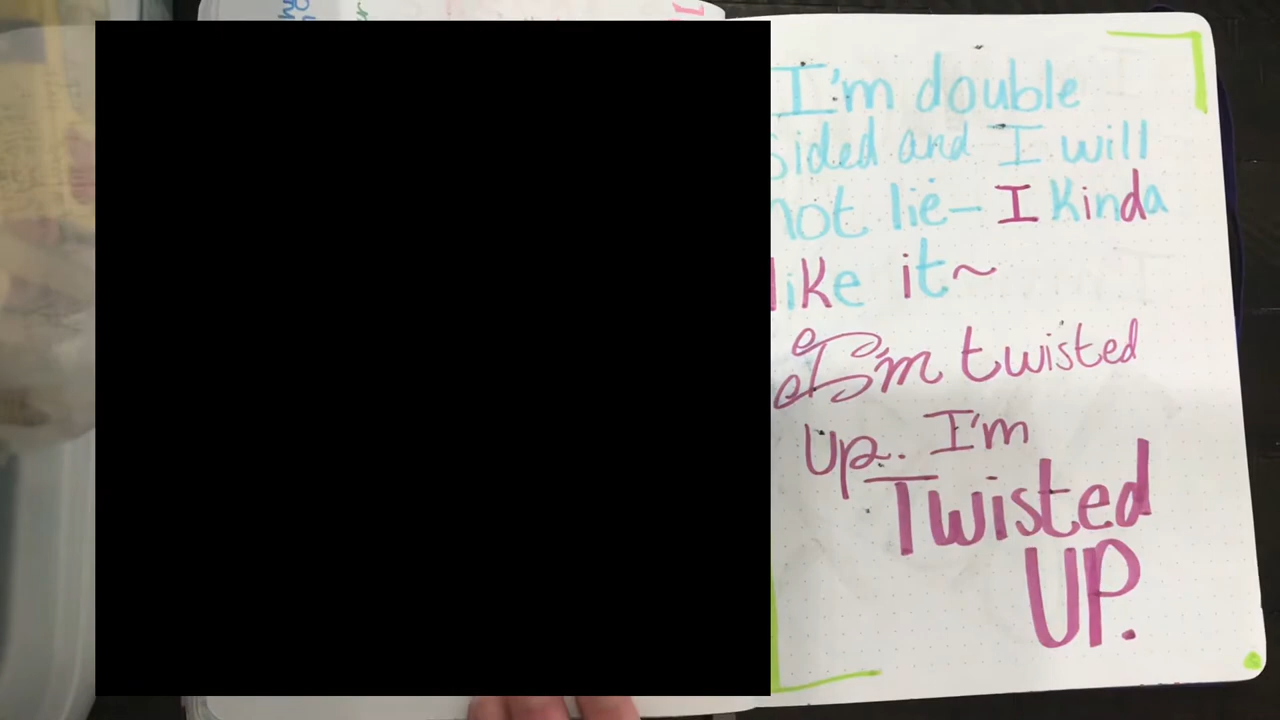 I'm double
sided and I will
not lie— I kinda
like it~
I'm twisted
up.. I'm
Twisted
UP.